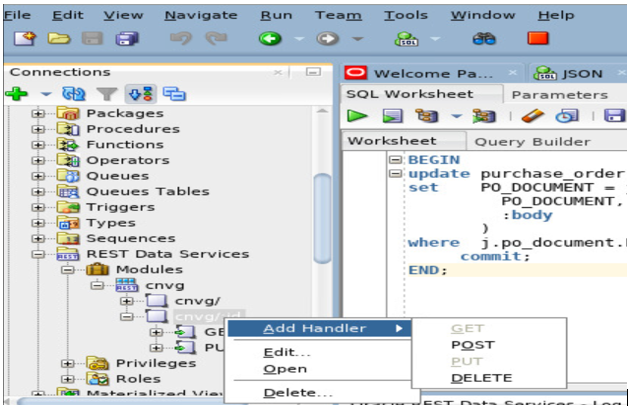 File Edit View Navigate Run Team Tools Window Help
Connections
Packages
Procedures
Functions
Operators
Queues
Queues Tables
Triggers
Types
Sequences
REST Data Services
Modules
cnvg
cnvg/
GE
PU
Privileges
Roles
Materialized View
Add Handler
Edit...
Open
Delete...
GET
POST
PUT
DELETE
Welcome Pa... JSON
SQL Worksheet Parameters
Worksheet Query Builder
BEGIN
update purchase_order
set PO_DOCUMENT =
PO_DOCUMENT,
:body
)
where j.po_document.
commit;
END;
REST Data Services - Log